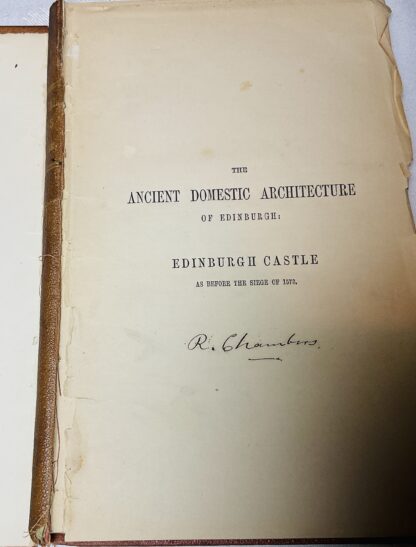 THE
ANCIENT DOMESTIC ARCHITECTURE
OF EDINBURGH:
EDINBURGH CASTLE
AS BEFORE THE SIEGE OF 1573.
R. Chambers.